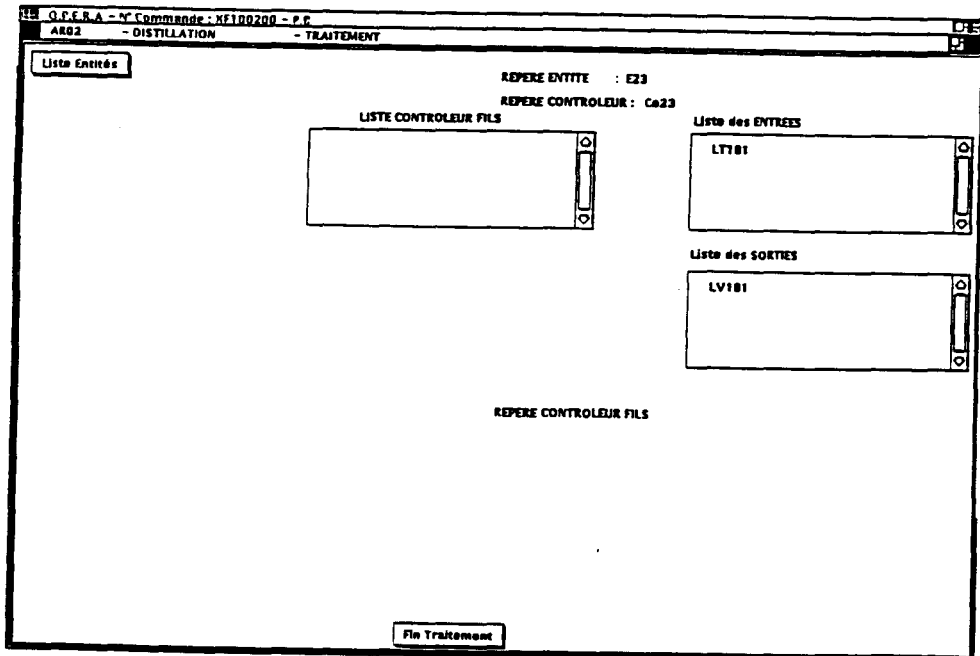 O.P.E.R.A - N° Commande : XF100200 - P.P.
AR02 - DISTILLATION - TRAITEMENT
Liste Entités
REPERE ENTITE : E23
REPERE CONTROLEUR : Co23
LISTE CONTROLEUR FILS
Liste des ENTREES
LT181
Liste des SORTIES
LV181
REPERE CONTROLEUR FILS
Fin Traitement